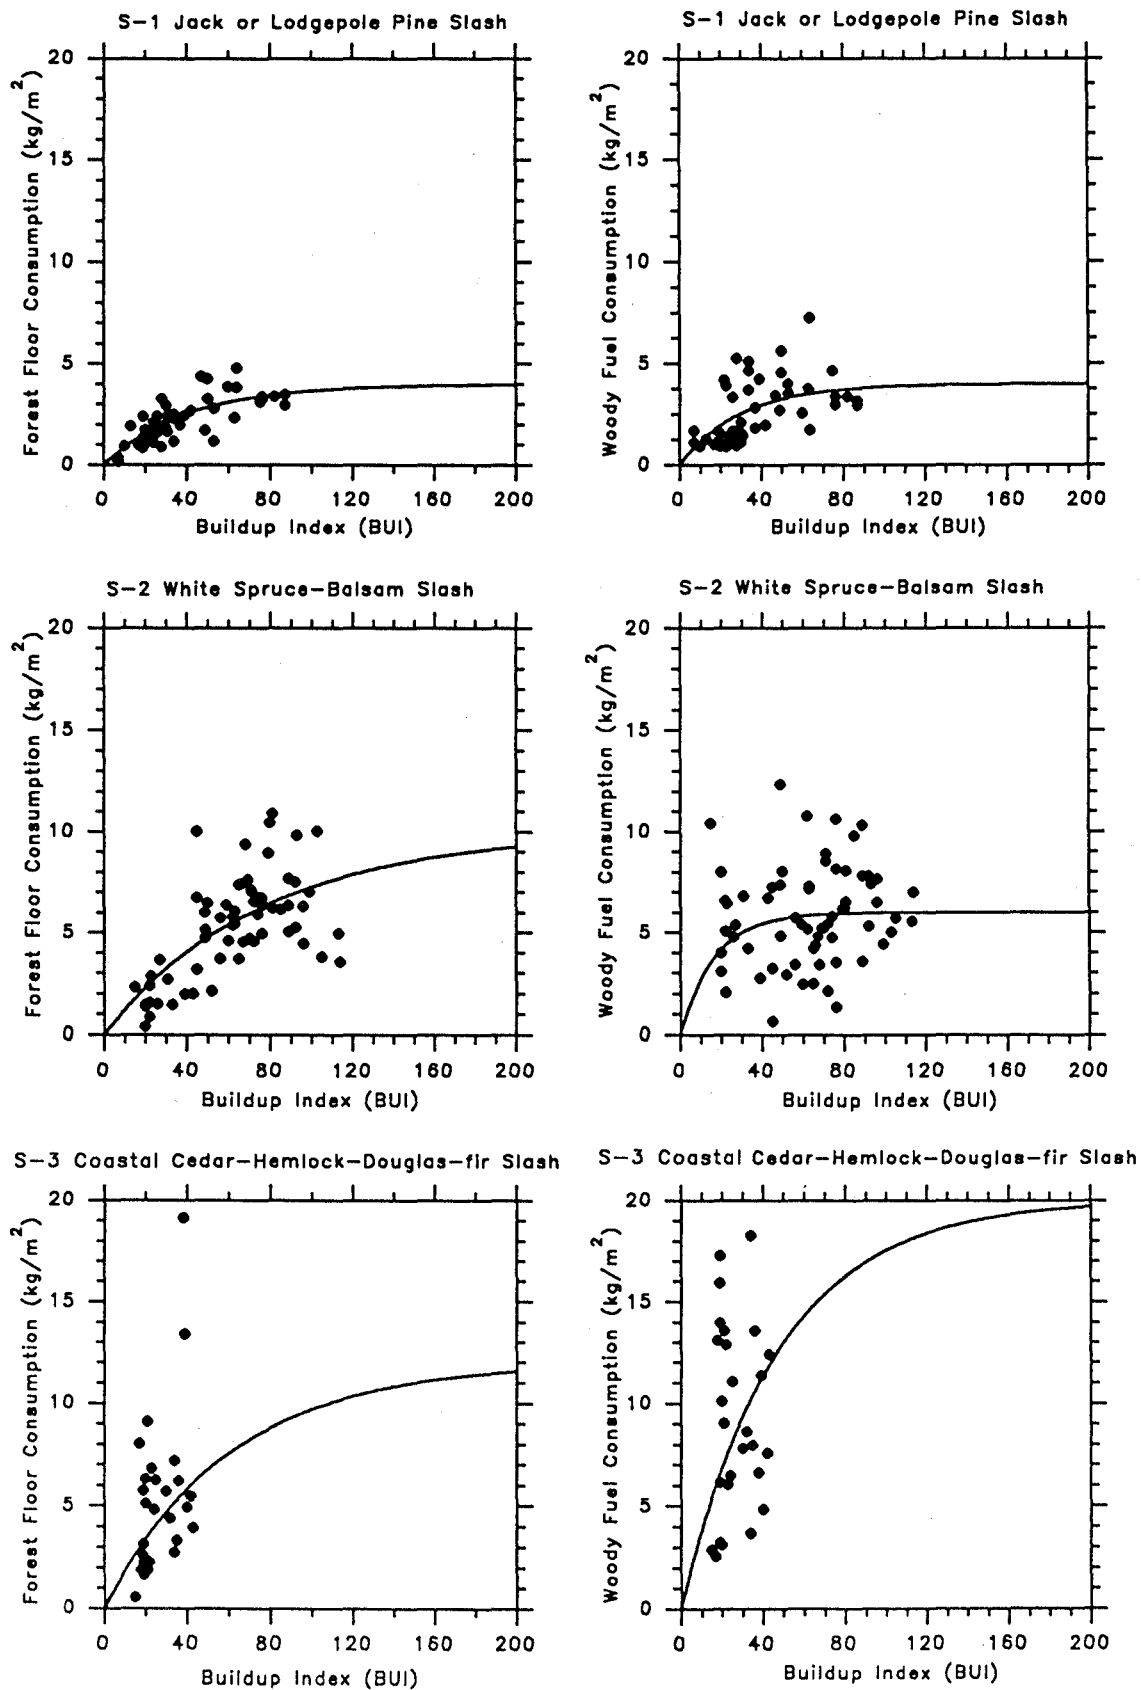 S-1 Jack or Lodgepole Pine Slash
Forest Floor Consumption (kg/m²)
20
15
10
5
0
0 40 80 120 160 200
Buildup Index (BUI)
S-1 Jack or Lodgepole Pine Slash
Woody Fuel Consumption (kg/m²)
20
15
10
5
0
0 40 80 120 160 200
Buildup Index (BUI)
S-2 White Spruce-Balsam Slash
Forest Floor Consumption (kg/m²)
20
15
10
5
0
0 40 80 120 160 200
Buildup Index (BUI)
S-2 White Spruce-Balsam Slash
Woody Fuel Consumption (kg/m²)
20
15
10
5
0
0 40 80 120 160 200
Buildup Index (BUI)
S-3 Coastal Cedar-Hemlock-Douglas-fir Slash
Forest Floor Consumption (kg/m²)
20
15
10
5
0
0 40 80 120 160 200
Buildup Index (BUI)
S-3 Coastal Cedar-Hemlock-Douglas-fir Slash
Woody Fuel Consumption (kg/m²)
20
15
10
5
0
0 40 80 120 160 200
Buildup Index (BUI)